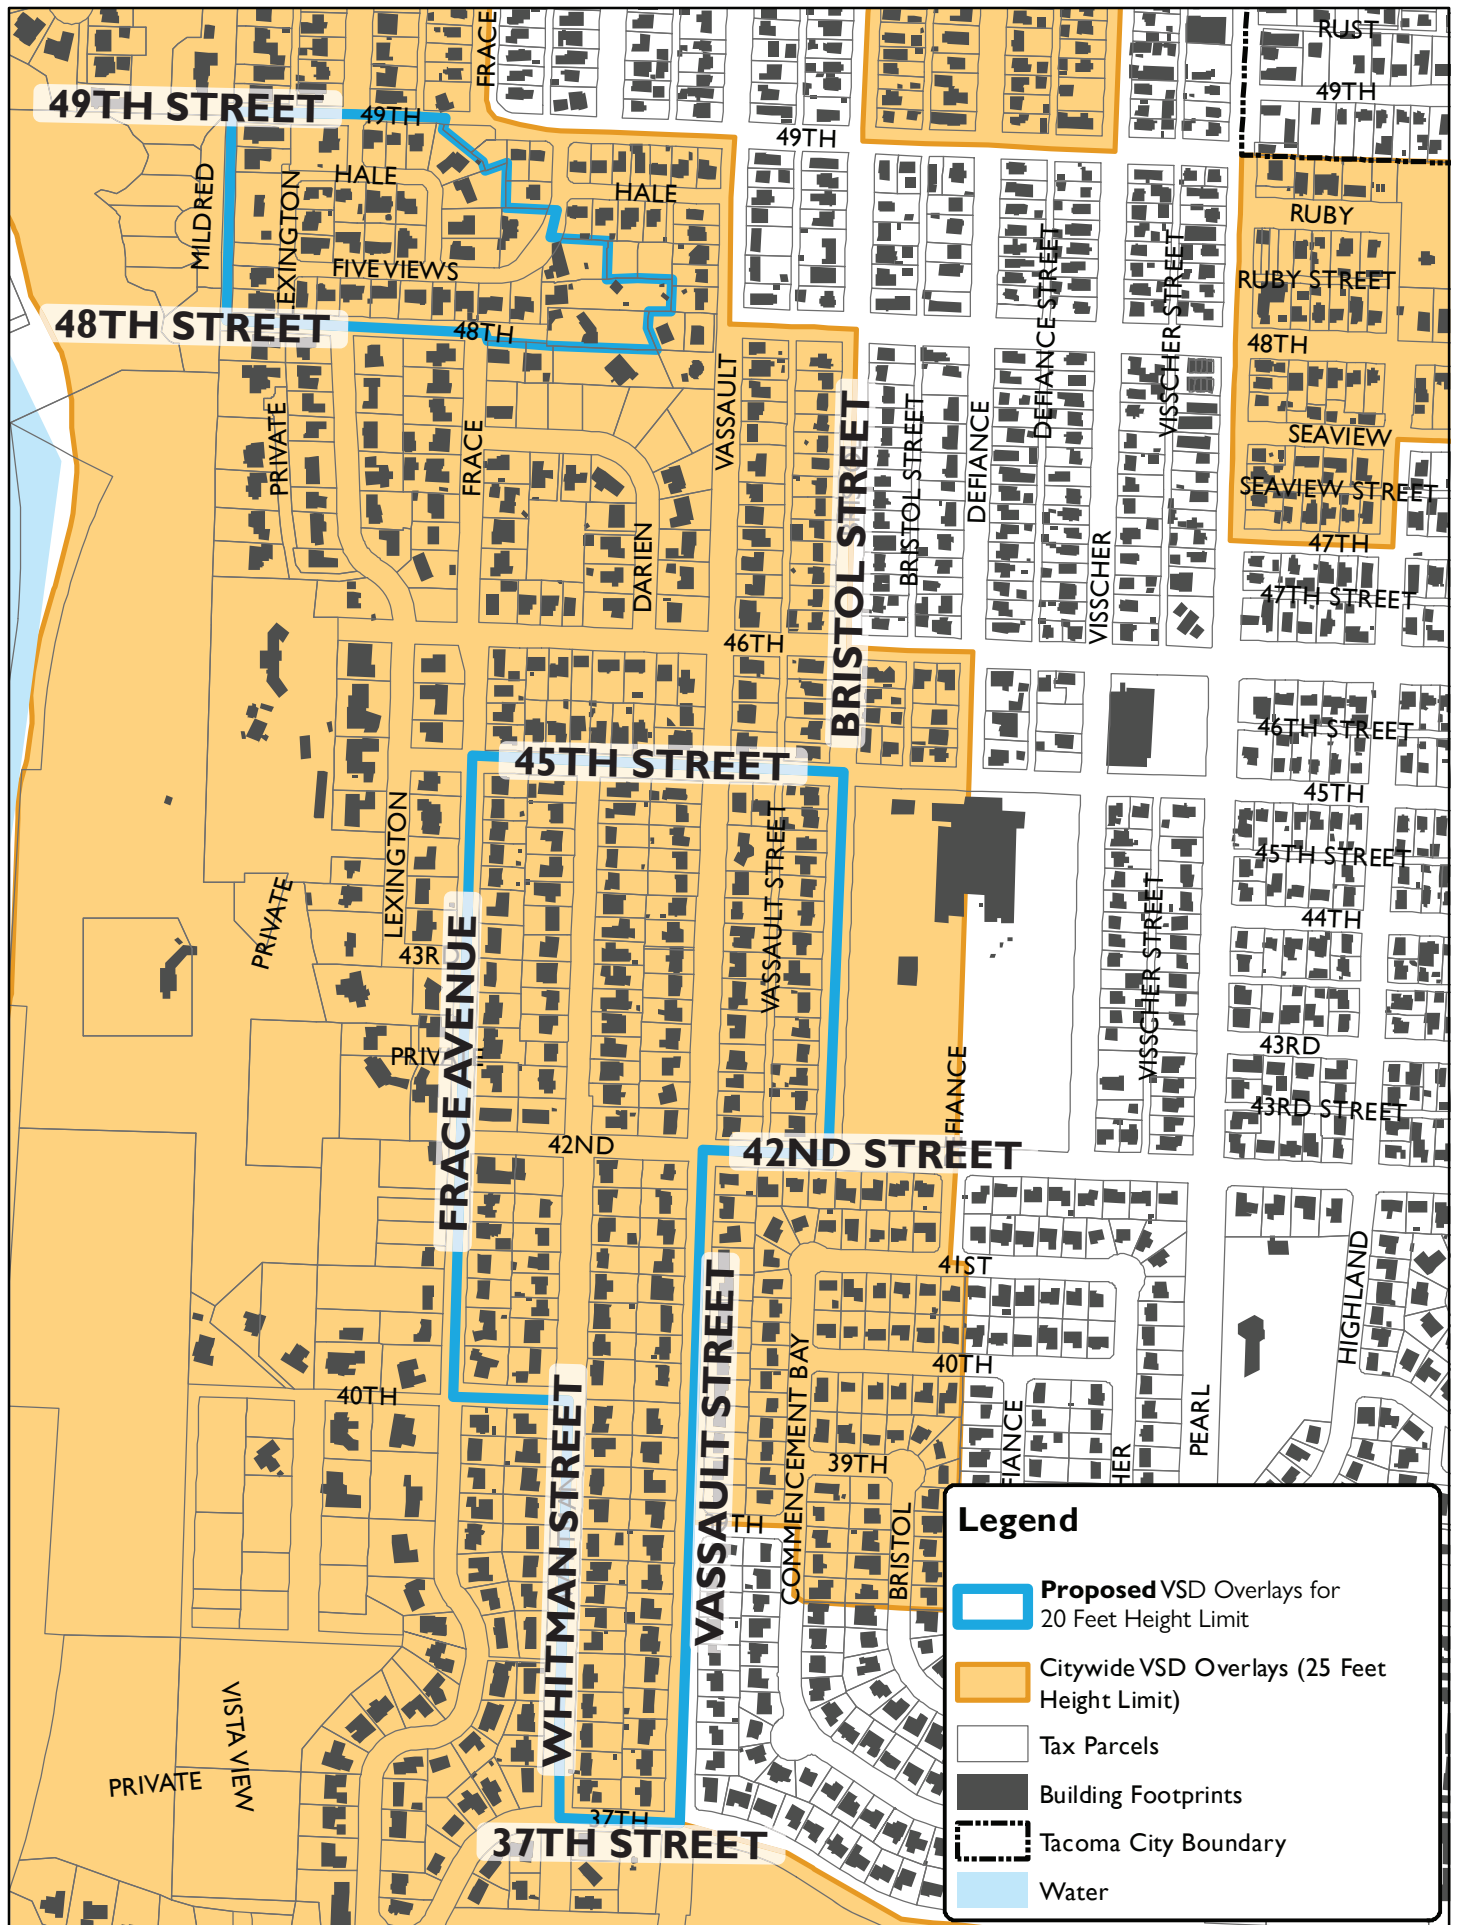 FRACE
RUST
49TH STREET
49TH
49TH
49TH
HALE
HALE
MILDRED
LEXINGTON
RUBY
FIVE VIEWS
RUBY STREET
DEFIANCE STREET
VISSCHER STREET
48TH STREET
48TH
48TH
VASSAULT
PRIVATE
FRACE
BRISTOL STREET
BRISTOL STREET
DEFIANCE
SEAVIEW
SEAVIEW STREET
47TH
DARIEN
VISSCHER
47TH STREET
46TH
46TH STREET
45TH STREET
45TH
LEXINGTON
VASSAULT STREET
45TH STREET
PRIVATE
44TH
43R
FRACE AVENUE
VISSCHER STREET
43RD
PRIV
43RD STREET
42ND
42ND STREET
EFIANCE
41ST
HIGHLAND
VASSAULT STREET
COMMENCEMENT BAY
40TH
40TH
WHITMAN STREET
PEARL
IANCE
HER
39TH
TH
BRISTOL
VISTA VIEW
PRIVATE
37TH
37TH STREET
Legend
Proposed VSD Overlays for
20 Feet Height Limit
Citywide VSD Overlays (25 Feet
Height Limit)
Tax Parcels
Building Footprints
Tacoma City Boundary
Water